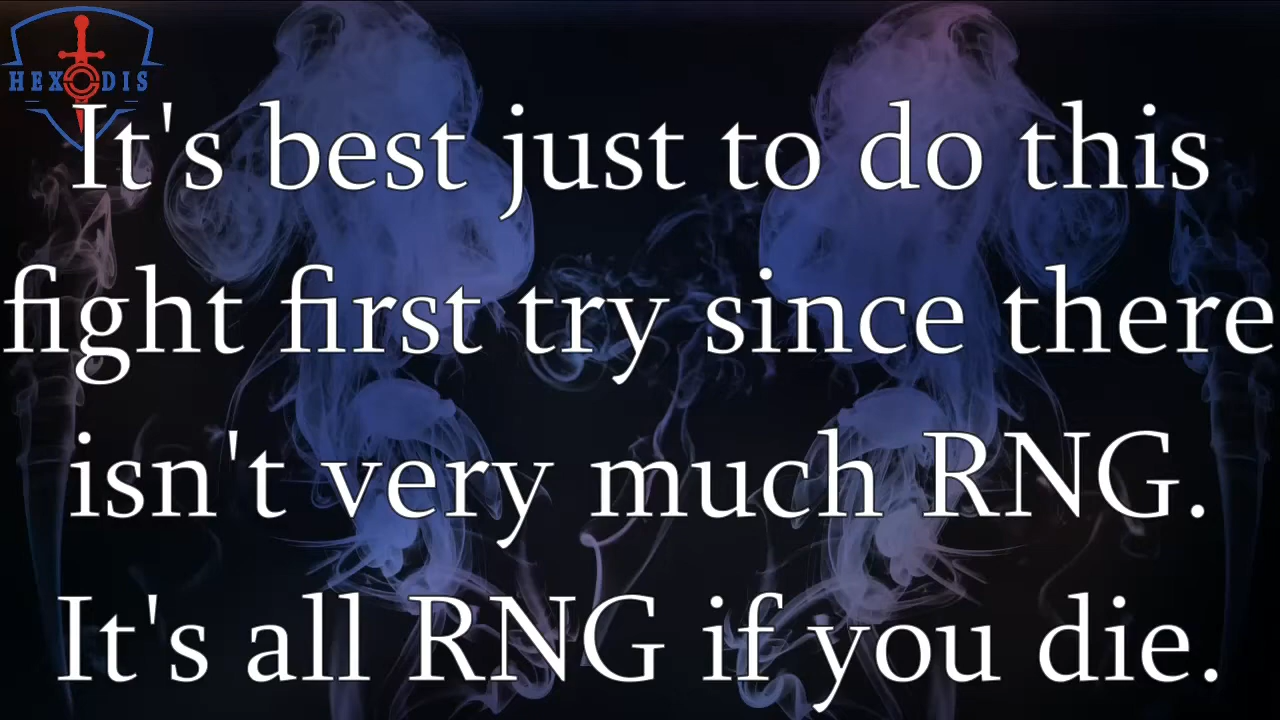 HEXODIS
It's best just to do this
fight first try since there
isn't very much RNG.
It's all RNG if you die.